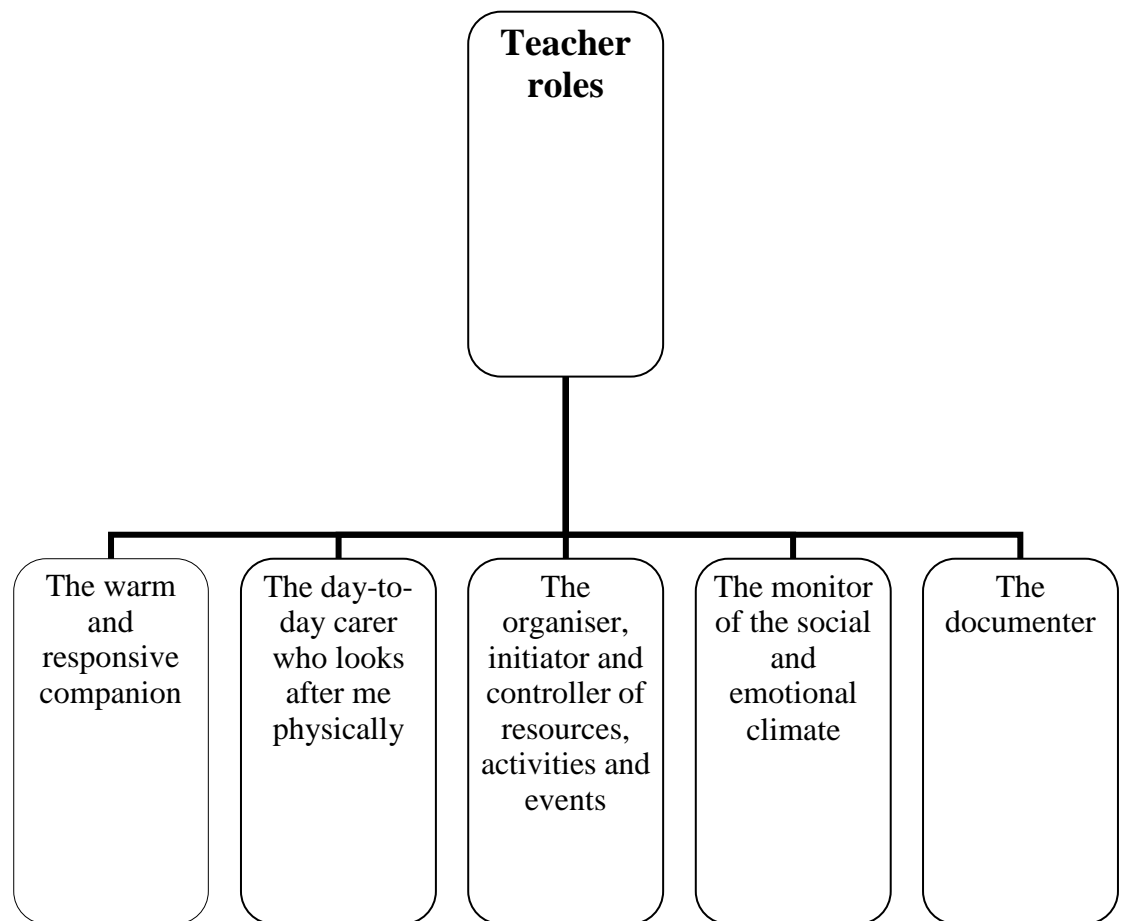 Teacher
roles
The warm
and
responsive
companion
The day-to-
day carer
who looks
after me
physically
The
organiser,
initiator and
controller of
resources,
activities and
events
The monitor
of the social
and
emotional
climate
The
documenter